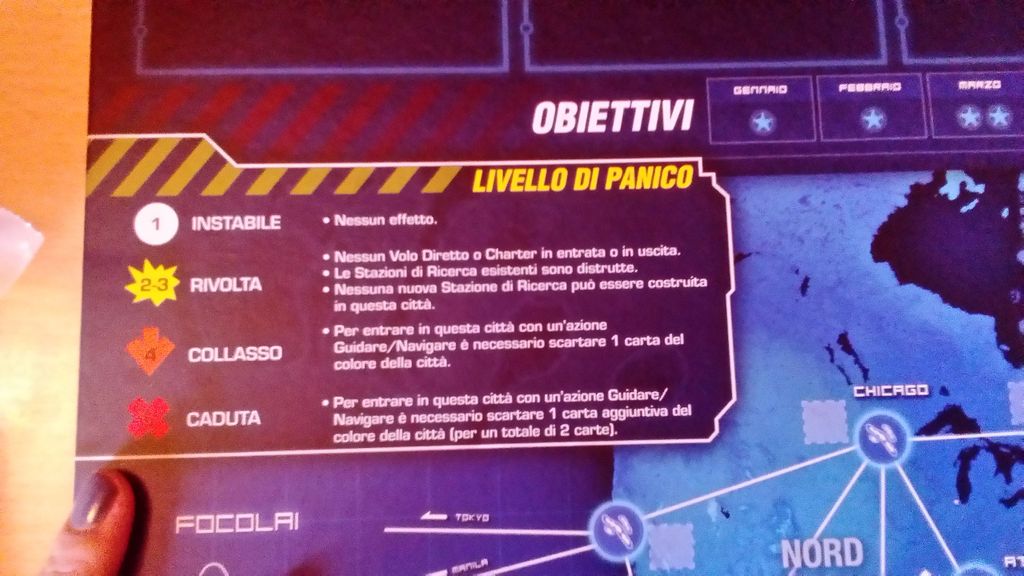 OBIETTIVI
GENNAIO
FEBBRAIO
MARZO
LIVELLO DI PANICO
1 INSTABILE
• Nessun effetto.
2-3 RIVOLTA
• Nessun Volo Diretto o Charter in entrata o in uscita.
• Le Stazioni di Ricerca esistenti sono distrutte.
• Nessuna nuova Stazione di Ricerca può essere costruita
in questa città.
4 COLLASSO
• Per entrare in questa città con un'azione
Guidare/Navigare è necessario scartare 1 carta del
colore della città.
CADUTA
• Per entrare in questa città con un'azione Guidare/
Navigare è necessario scartare 1 carta aggiuntiva del
colore della città (per un totale di 2 carte).
CHICAGO
FOCOLAI
TOKYO
MANILA
NORD